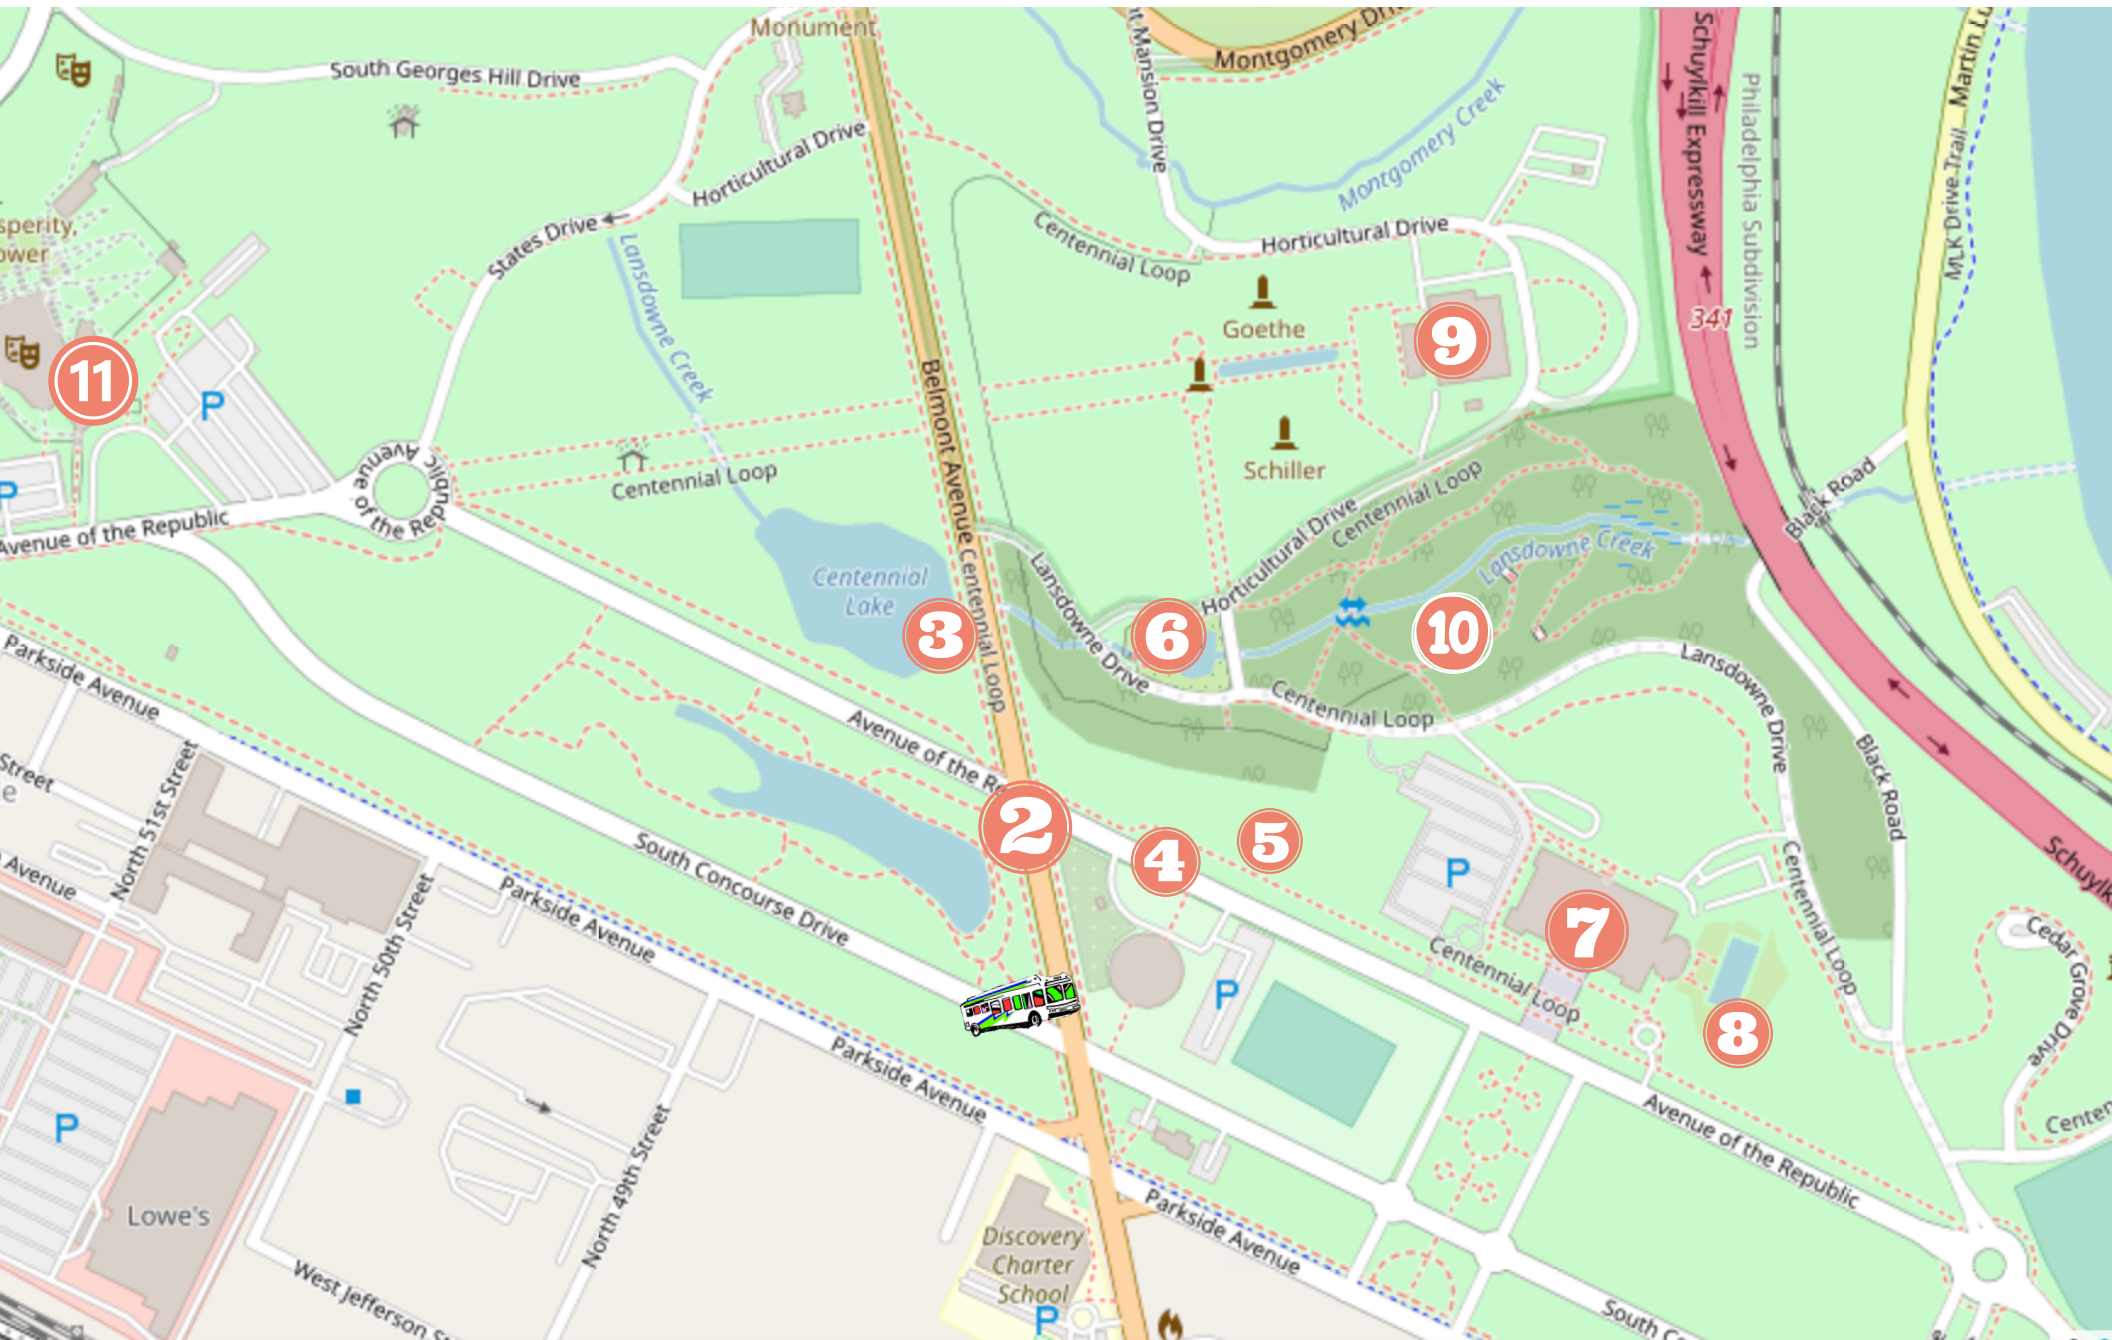 Monument
South Georges Hill Drive
Horticultural Drive
States Drive
Lansdowne Creek
Mansion Drive
Montgomery Drive
Montgomery Creek
Schuylkill Expressway
Philadelphia Subdivision
Martin Lu
MLK Drive Trail
341
Centennial Loop
Horticultural Drive
Goethe
Schiller
9
sperity,
ower
11
P
P
Avenue of the Republic
Avenue of the Republic
Centennial Loop
Belmont Avenue
Centennial Loop
Centennial
Lake
3
Lansdowne Drive
6
Horticultural Drive
Centennial Loop
Lansdowne Creek
10
Black Road
Centennial Loop
Lansdowne Drive
Black Road
Parkside Avenue
Street
e
Avenue
North 51st Street
North 50th Street
Parkside Avenue
South Concourse Drive
Avenue of the Re
2
4
5
P
7
8
Centennial Loop
Centennial Loop
Schuylk
Cedar Grove Drive
Centen
P
P
Lowe's
West Jefferson St
North 49th Street
Parkside Avenue
Discovery
Charter
School
P
Parkside Avenue
Avenue of the Republic
South C